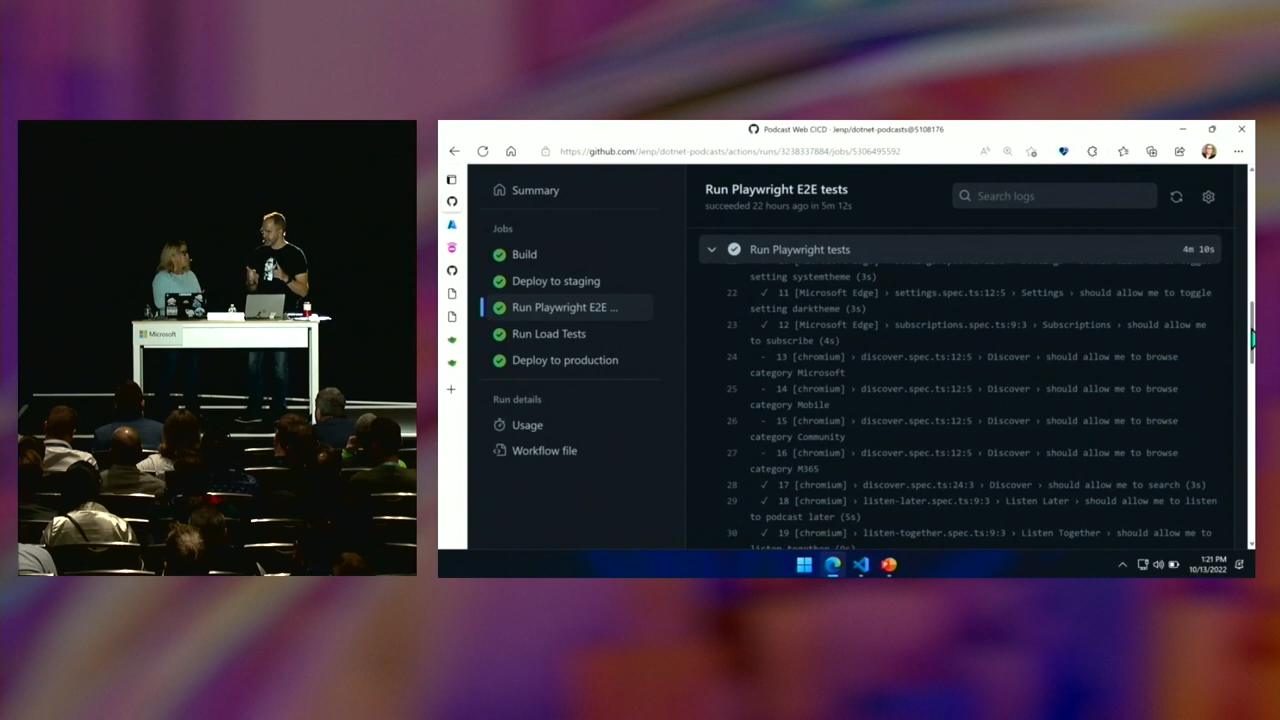 Microsoft
Podcast Web CICD · Jenp/dotnet-podcasts@5108176
https://github.com/Jenp/dotnet-podcasts/actions/runs/3238337884/jobs/5306495592
Summary
Jobs
Build
Deploy to staging
Run Playwright E2E ...
Run Load Tests
Deploy to production
Run details
Usage
Workflow file
Run Playwright E2E tests
succeeded 22 hours ago in 5m 12s
Search logs
Run Playwright tests
4m 10s
setting systemtheme (3s)
22 ✓ 11 [Microsoft Edge] › settings.spec.ts:12:5 › Settings › should allow me to toggle
setting darktheme (3s)
23 ✓ 12 [Microsoft Edge] › subscriptions.spec.ts:9:3 › Subscriptions › should allow me
to subscribe (4s)
24 - 13 [chromium] › discover.spec.ts:12:5 › Discover › should allow me to browse
category Microsoft
25 - 14 [chromium] › discover.spec.ts:12:5 › Discover › should allow me to browse
category Mobile
26 - 15 [chromium] › discover.spec.ts:12:5 › Discover › should allow me to browse
category Community
27 - 16 [chromium] › discover.spec.ts:12:5 › Discover › should allow me to browse
category M365
28 ✓ 17 [chromium] › discover.spec.ts:24:3 › Discover › should allow me to search (3s)
29 ✓ 18 [chromium] › listen-later.spec.ts:9:3 › Listen Later › should allow me to listen
to podcast later (5s)
30 ✓ 19 [chromium] › listen-together.spec.ts:9:3 › Listen Together › should allow me to
1:21 PM
10/13/2022